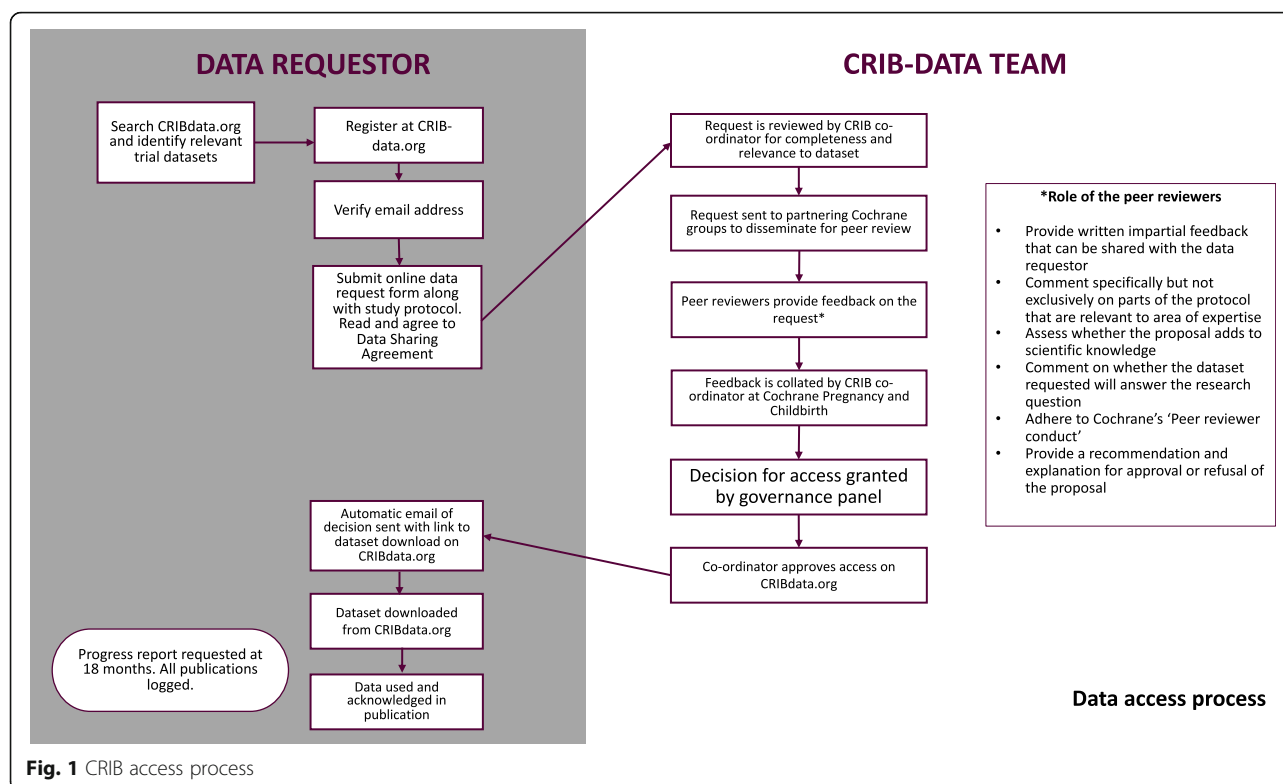 DATA REQUESTOR
Search CRIBdata.org
and identify relevant
trial datasets
Register at CRIB-
data.org
Verify email address
Submit online data
request form along
with study protocol.
Read and agree to
Data Sharing
Agreement
CRIB-DATA TEAM
Request is reviewed by CRIB co-
ordinator for completeness and
relevance to dataset
Request sent to partnering Cochrane
groups to disseminate for peer review
Peer reviewers provide feedback on the
request*
Feedback is collated by CRIB co-
ordinator at Cochrane Pregnancy and
Childbirth
Decision for access granted
by governance panel
Co-ordinator approves access on
CRIBdata.org
*Role of the peer reviewers
• Provide written impartial feedback
that can be shared with the data
requestor
• Comment specifically but not
exclusively on parts of the protocol
that are relevant to area of expertise
• Assess whether the proposal adds to
scientific knowledge
• Comment on whether the dataset
requested will answer the research
question
• Adhere to Cochrane's 'Peer reviewer
conduct'
• Provide a recommendation and
explanation for approval or refusal of
the proposal
Automatic email of
decision sent with link to
dataset download on
CRIBdata.org
Dataset downloaded
from CRIBdata.org
Data used and
acknowledged in
publication
Progress report requested at
18 months. All publications
logged.
Data access process
Fig. 1 CRIB access process